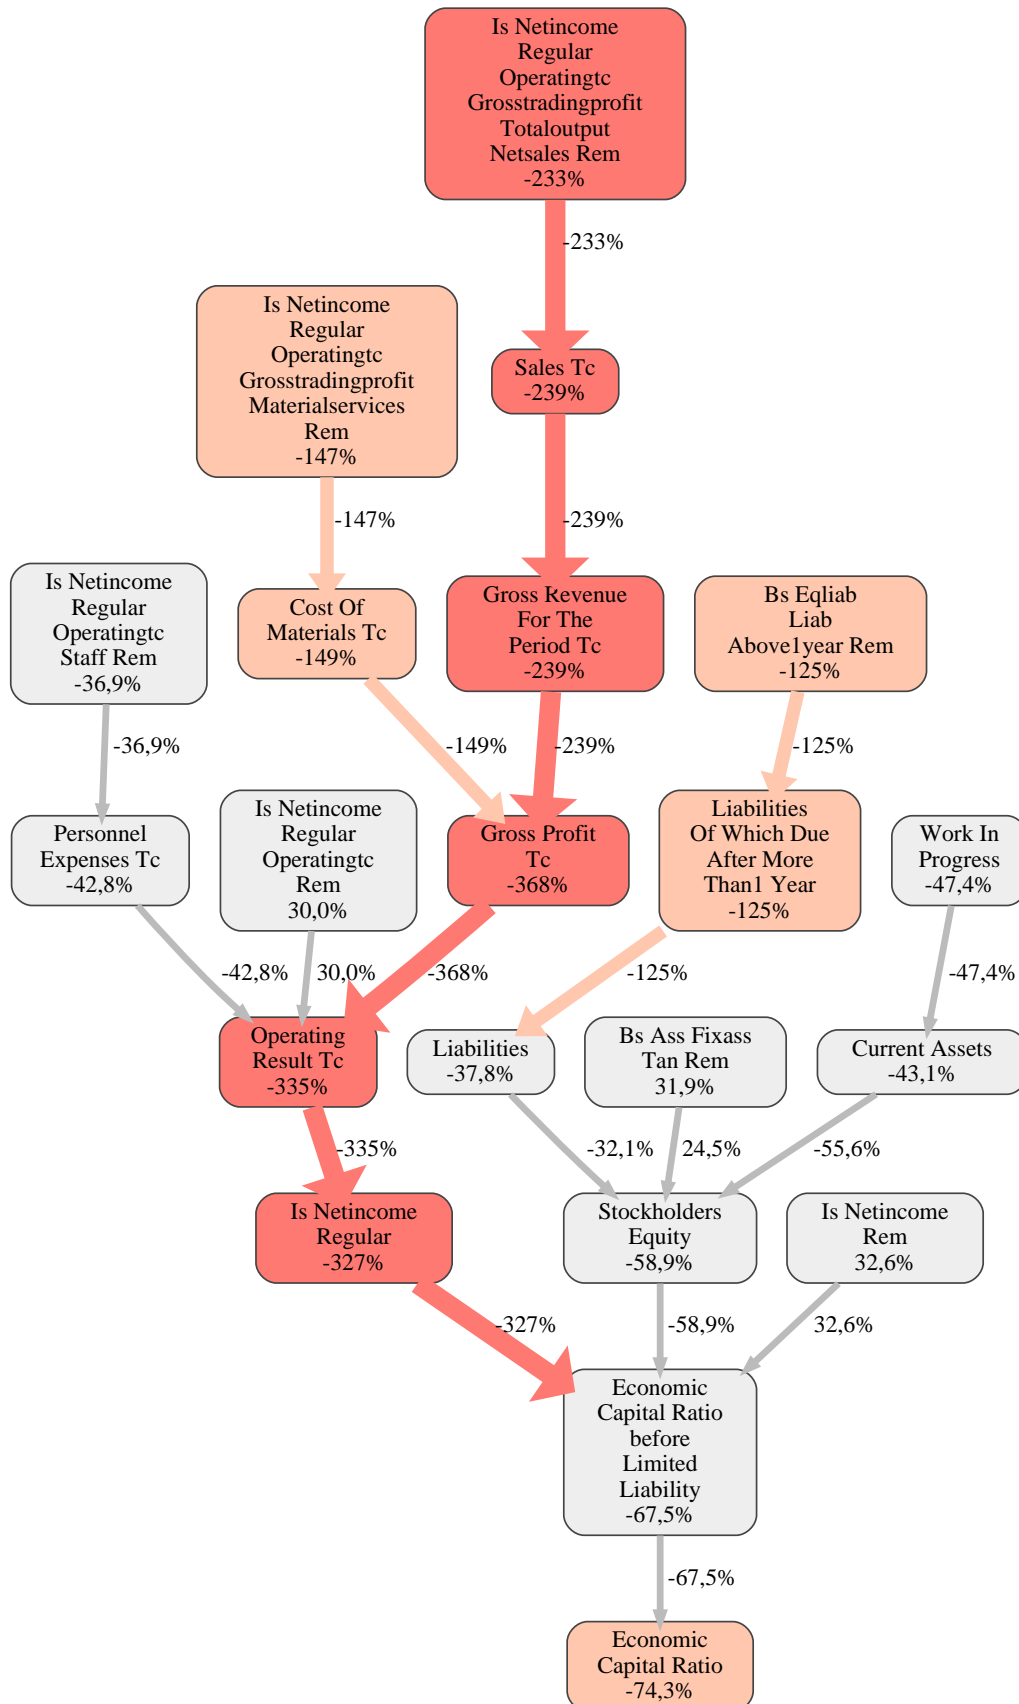 Is Netincome
Regular
Operatingtc
Grosstradingprofit
Totaloutput
Netsales Rem
-233%
-233%
Is Netincome
Regular
Operatingtc
Grosstradingprofit
Materialservices
Rem
-147%
Sales Tc
-239%
-147%
-239%
Is Netincome
Regular
Operatingtc
Staff Rem
-36,9%
Cost Of
Materials Tc
-149%
Gross Revenue
For The
Period Tc
-239%
Bs Eqliab
Liab
Above1year Rem
-125%
-36,9%
-149%
-239%
-125%
Personnel
Expenses Tc
-42,8%
Is Netincome
Regular
Operatingtc
Rem
30,0%
Gross Profit
Tc
-368%
Liabilities
Of Which Due
After More
Than1 Year
-125%
Work In
Progress
-47,4%
-42,8%
30,0%
-368%
-125%
-47,4%
Operating
Result Tc
-335%
Liabilities
-37,8%
Bs Ass Fixass
Tan Rem
31,9%
Current Assets
-43,1%
-335%
-32,1%
24,5%
-55,6%
Is Netincome
Regular
-327%
Stockholders
Equity
-58,9%
Is Netincome
Rem
32,6%
-327%
-58,9%
32,6%
Economic
Capital Ratio
before
Limited
Liability
-67,5%
-67,5%
Economic
Capital Ratio
-74,3%